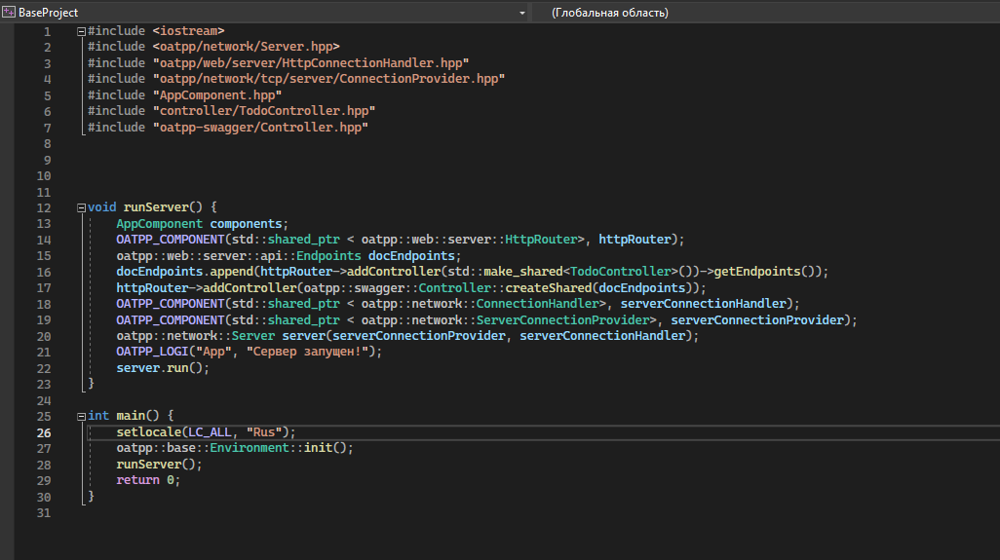 BaseProject (Глобальная область)
1 #include <iostream>
2 #include <oatpp/network/Server.hpp>
3 #include "oatpp/web/server/HttpConnectionHandler.hpp"
4 #include "oatpp/network/tcp/server/ConnectionProvider.hpp"
5 #include "AppComponent.hpp"
6 #include "controller/TodoController.hpp"
7 #include "oatpp-swagger/Controller.hpp"
8
9
10
11
12 void runServer() {
13 AppComponent components;
14 OATPP_COMPONENT(std::shared_ptr < oatpp::web::server::HttpRouter>, httpRouter);
15 oatpp::web::server::api::Endpoints docEndpoints;
16 docEndpoints.append(httpRouter->addController(std::make_shared<TodoController>())->getEndpoints());
17 httpRouter->addController(oatpp::swagger::Controller::createShared(docEndpoints));
18 OATPP_COMPONENT(std::shared_ptr < oatpp::network::ConnectionHandler>, serverConnectionHandler);
19 OATPP_COMPONENT(std::shared_ptr < oatpp::network::ServerConnectionProvider>, serverConnectionProvider);
20 oatpp::network::Server server(serverConnectionProvider, serverConnectionHandler);
21 OATPP_LOGI("App", "Сервер запущен!");
22 server.run();
23 }
24
25 int main() {
26 setlocale(LC_ALL, "Rus");
27 oatpp::base::Environment::init();
28 runServer();
29 return 0;
30 }
31